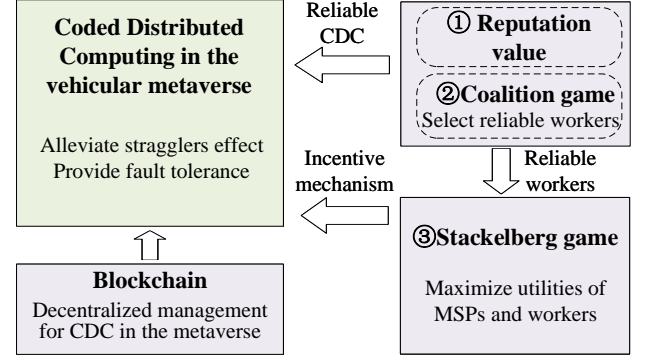 Coded Distributed
Computing in the
vehicular metaverse
Alleviate stragglers effect
Provide fault tolerance
Reliable
CDC
① Reputation
value
②Coalition game
Select reliable workers
Incentive
mechanism
Reliable
workers
③Stackelberg game
Maximize utilities of
MSPs and workers
Blockchain
Decentralized management
for CDC in the metaverse